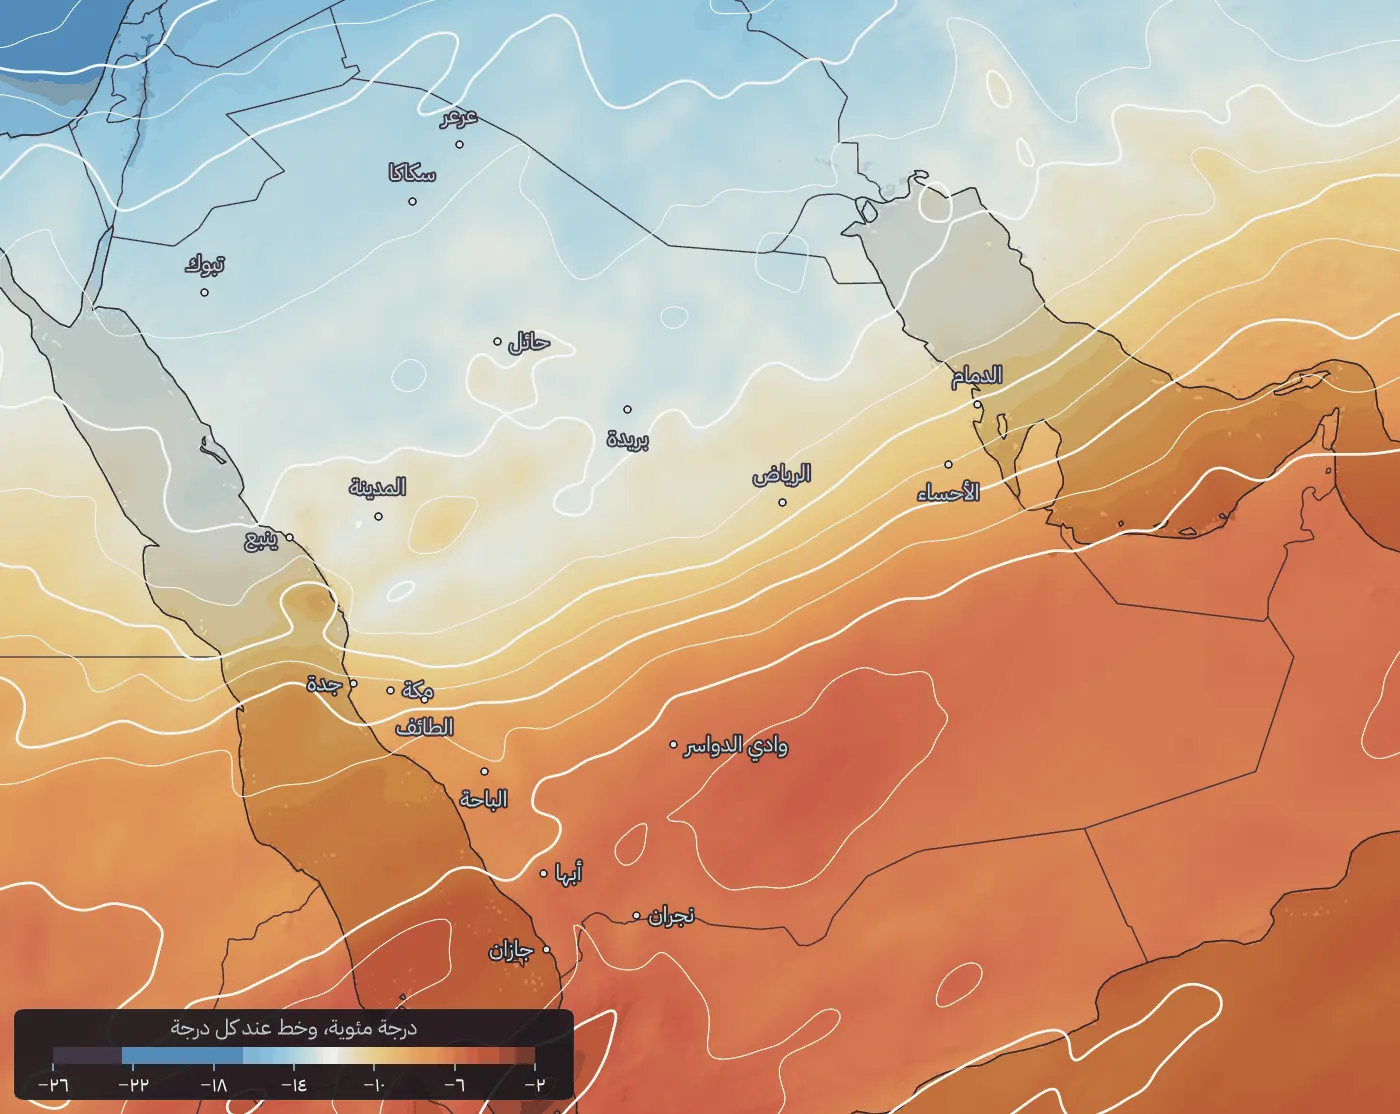 عرعر
سكاكا
تبوك
حائل
الدمام
بريدة
الرياض
المدينة
الأحساء
ينبع
جدة
مكة
الطائف
وادي الدواسر
الباحة
أبها
نجران
جازان
درجة مئوية، وخط عند كل درجة
−٢٦ −٢٢ −١٨ −١٤ −١٠ −٦ −٢